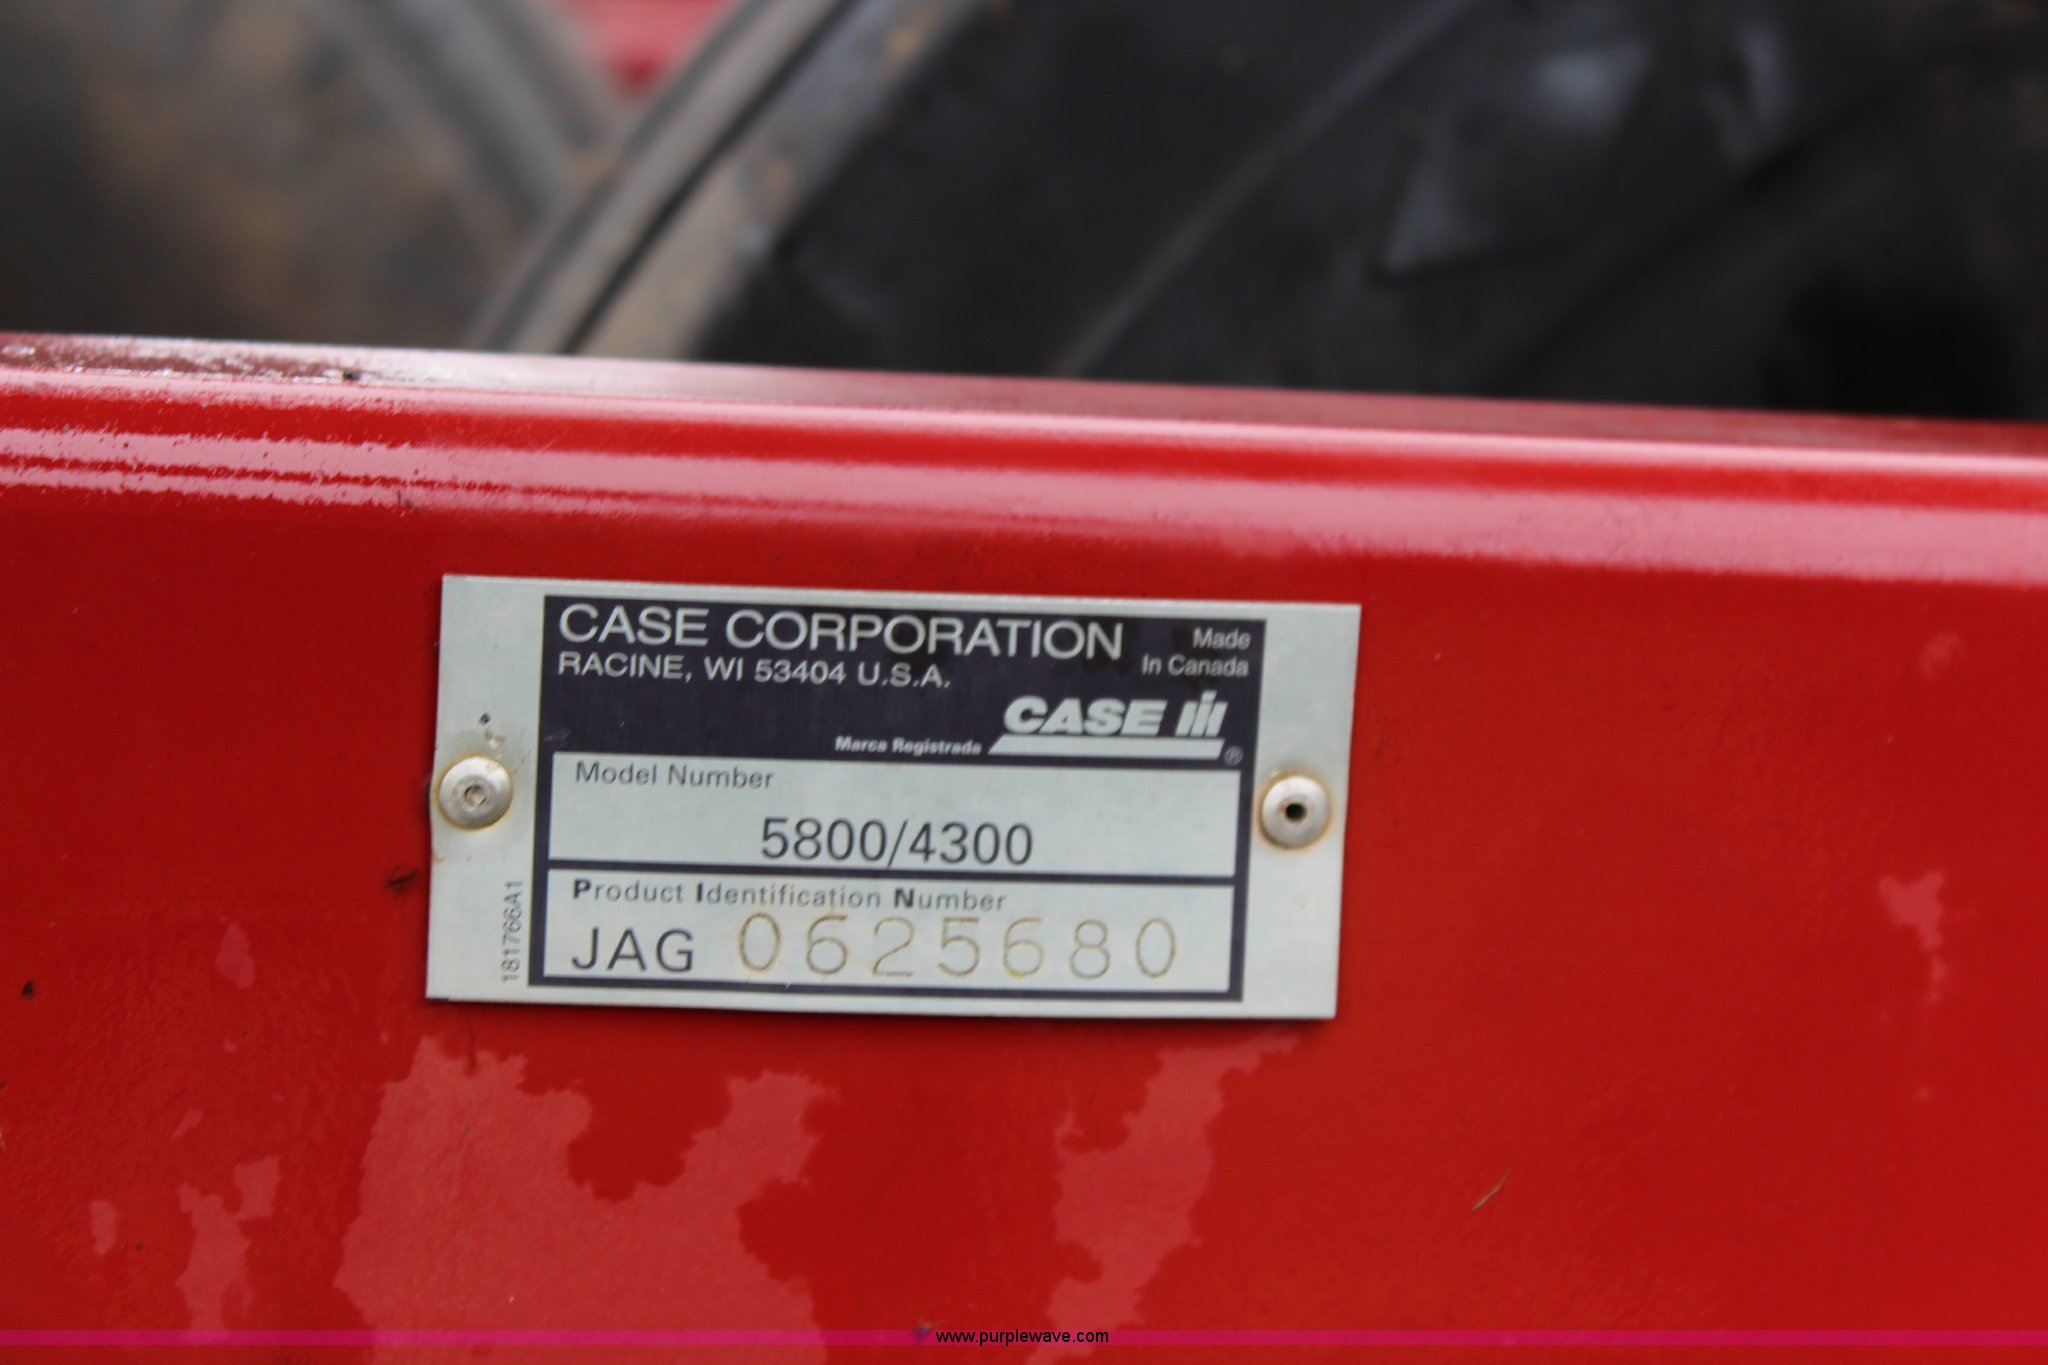 CASE CORPORATION
RACINE, WI 53404 U.S.A.
Made
In Canada
CASE IH
Marca Registrada ®
Model Number
5800/4300
Product Identification Number
JAG 0625680
181766A1
www.purplewave.com